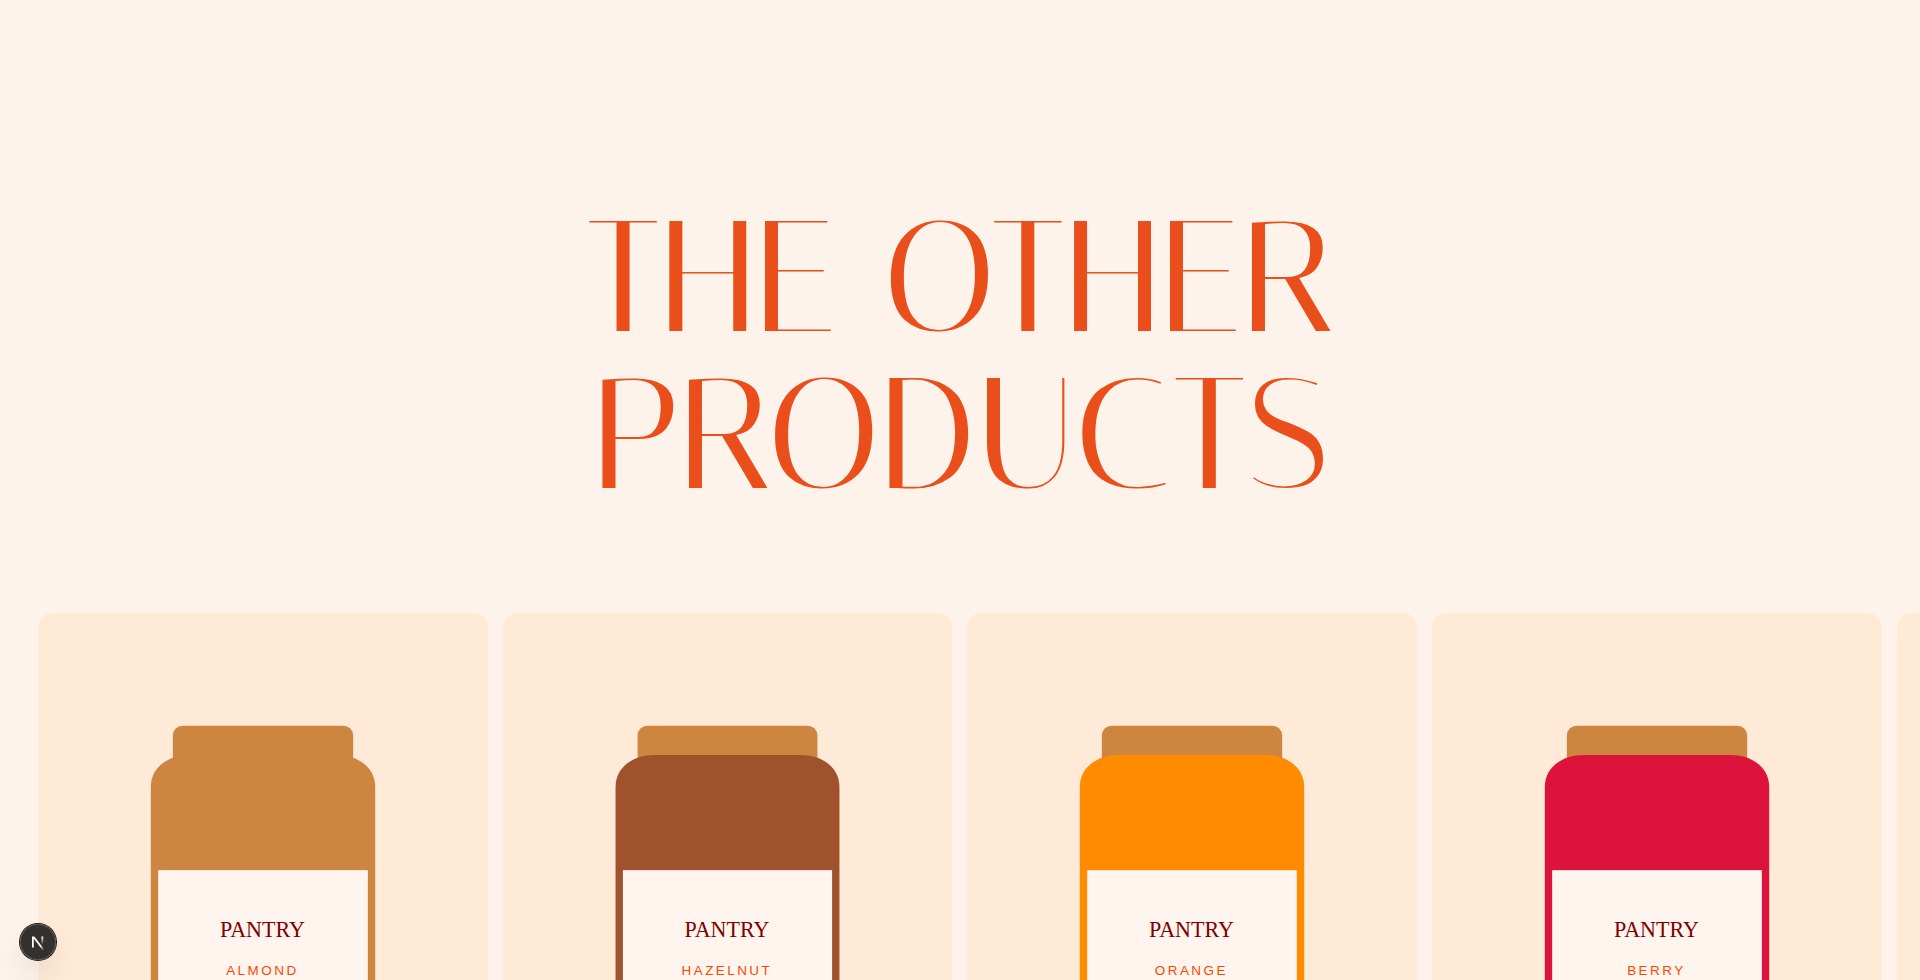 THE OTHER
PRODUCTS
PANTRY
ALMOND
PANTRY
HAZELNUT
PANTRY
ORANGE
PANTRY
BERRY
N